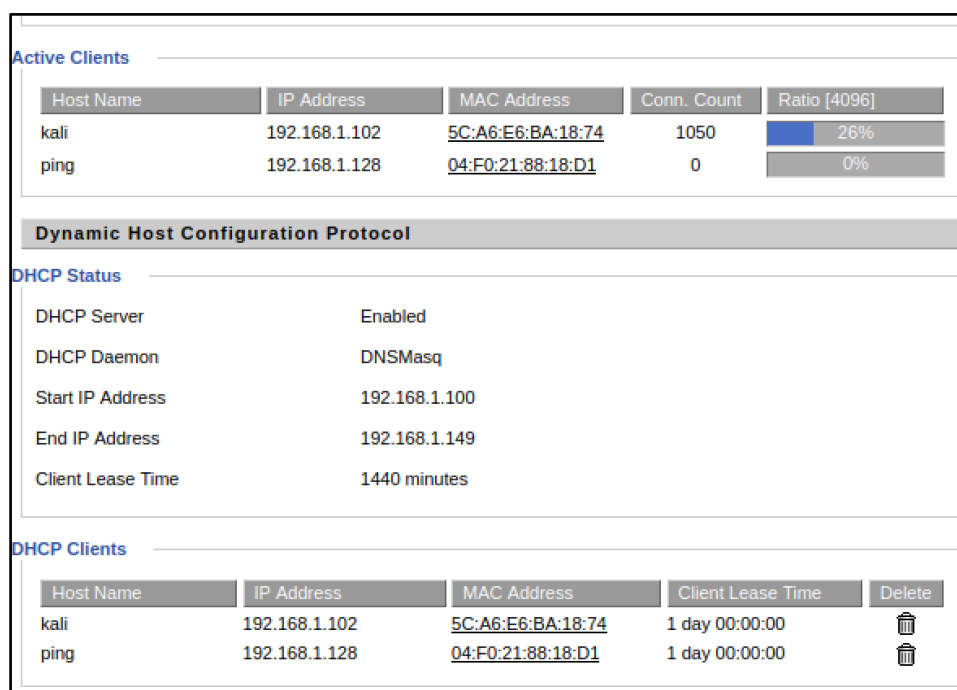 Active Clients
Host Name IP Address MAC Address Conn. Count Ratio [4096]
kali 192.168.1.102 5C:A6:E6:BA:18:74 1050 26%
ping 192.168.1.128 04:F0:21:88:18:D1 0 0%
Dynamic Host Configuration Protocol
DHCP Status
DHCP Server Enabled
DHCP Daemon DNSMasq
Start IP Address 192.168.1.100
End IP Address 192.168.1.149
Client Lease Time 1440 minutes
DHCP Clients
Host Name IP Address MAC Address Client Lease Time Delete
kali 192.168.1.102 5C:A6:E6:BA:18:74 1 day 00:00:00
ping 192.168.1.128 04:F0:21:88:18:D1 1 day 00:00:00